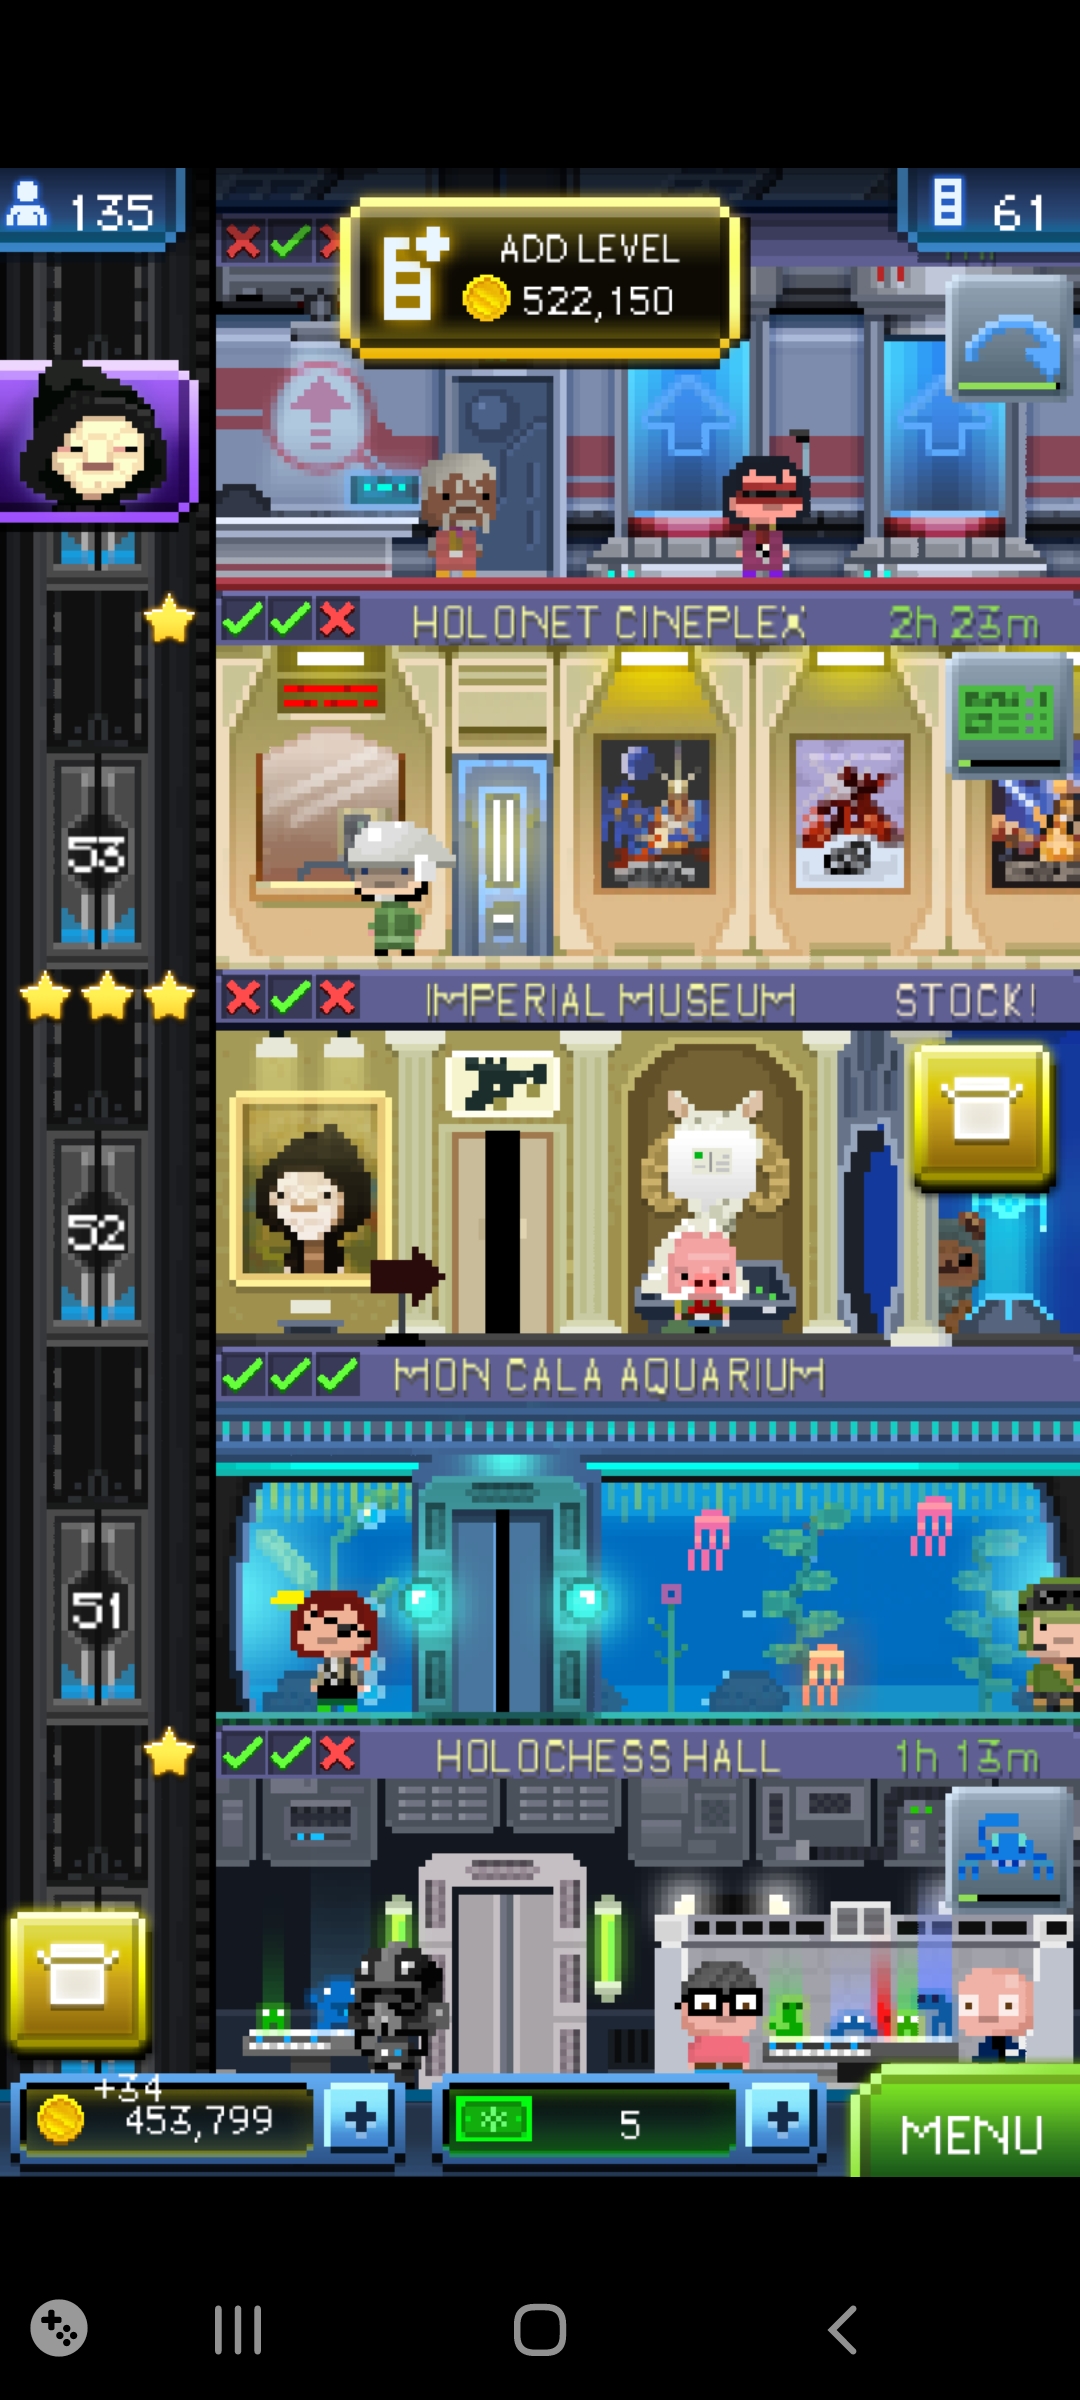 135
ADD LEVEL
522,150
61
HOLONET CINEPLEX 2h 23m
53
IMPERIAL MUSEUM STOCK!
52
MON CALA AQUARIUM
51
HOLOCHESS HALL 1h 13m
+34
453,799
5
MENU